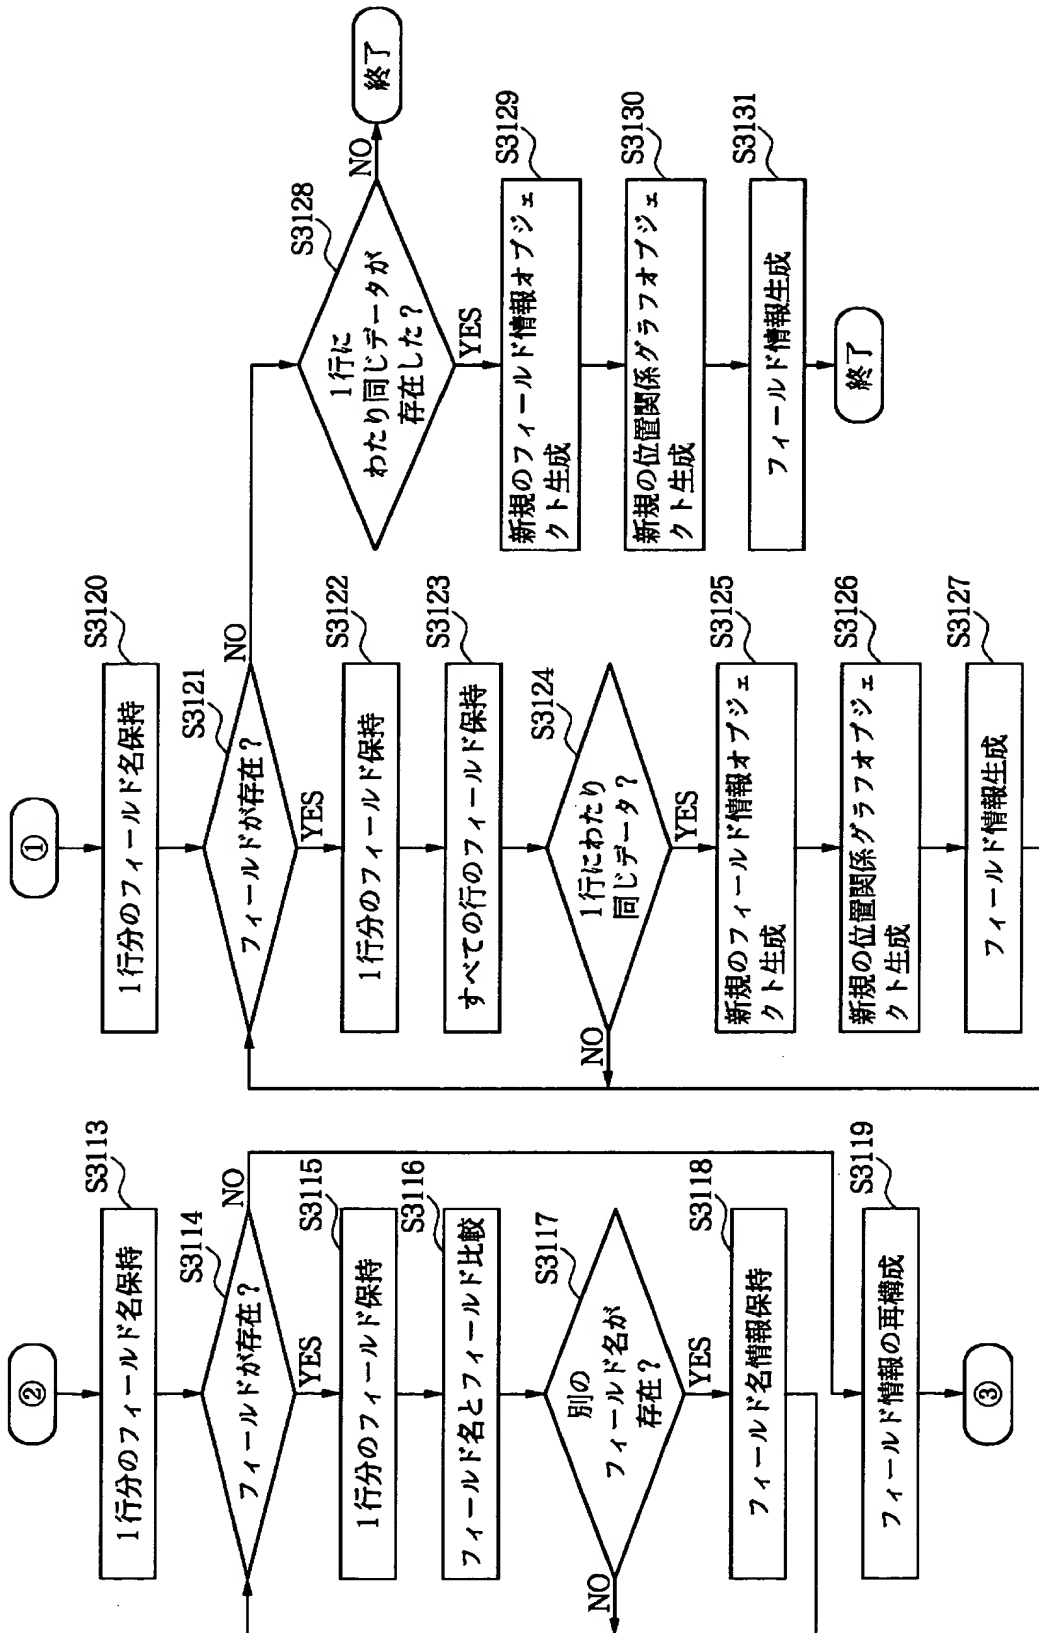 ②
S3113
1行分のフィールド名保持
S3114
フィールドが存在?
NO
YES
S3115
1行分のフィールド保持
S3116
フィールド名とフィールド比較
S3117
別の
フィールド名が
存在?
NO
YES
S3118
フィールド名情報保持
S3119
フィールド情報の再構成
③
①
S3120
1行分のフィールド名保持
S3121
フィールドが存在?
NO
YES
S3122
1行分のフィールド保持
S3123
すべての行のフィールド保持
S3124
1行にわたり
同じデータ?
NO
YES
S3125
新規のフィールド情報オブジェ
クト生成
S3126
新規の位置関係グラフオブジェ
クト生成
S3127
フィールド情報生成
S3128
1行に
わたり同じデータが
存在した?
NO
終了
YES
S3129
新規のフィールド情報オブジェ
クト生成
S3130
新規の位置関係グラフオブジェ
クト生成
S3131
フィールド情報生成
終了